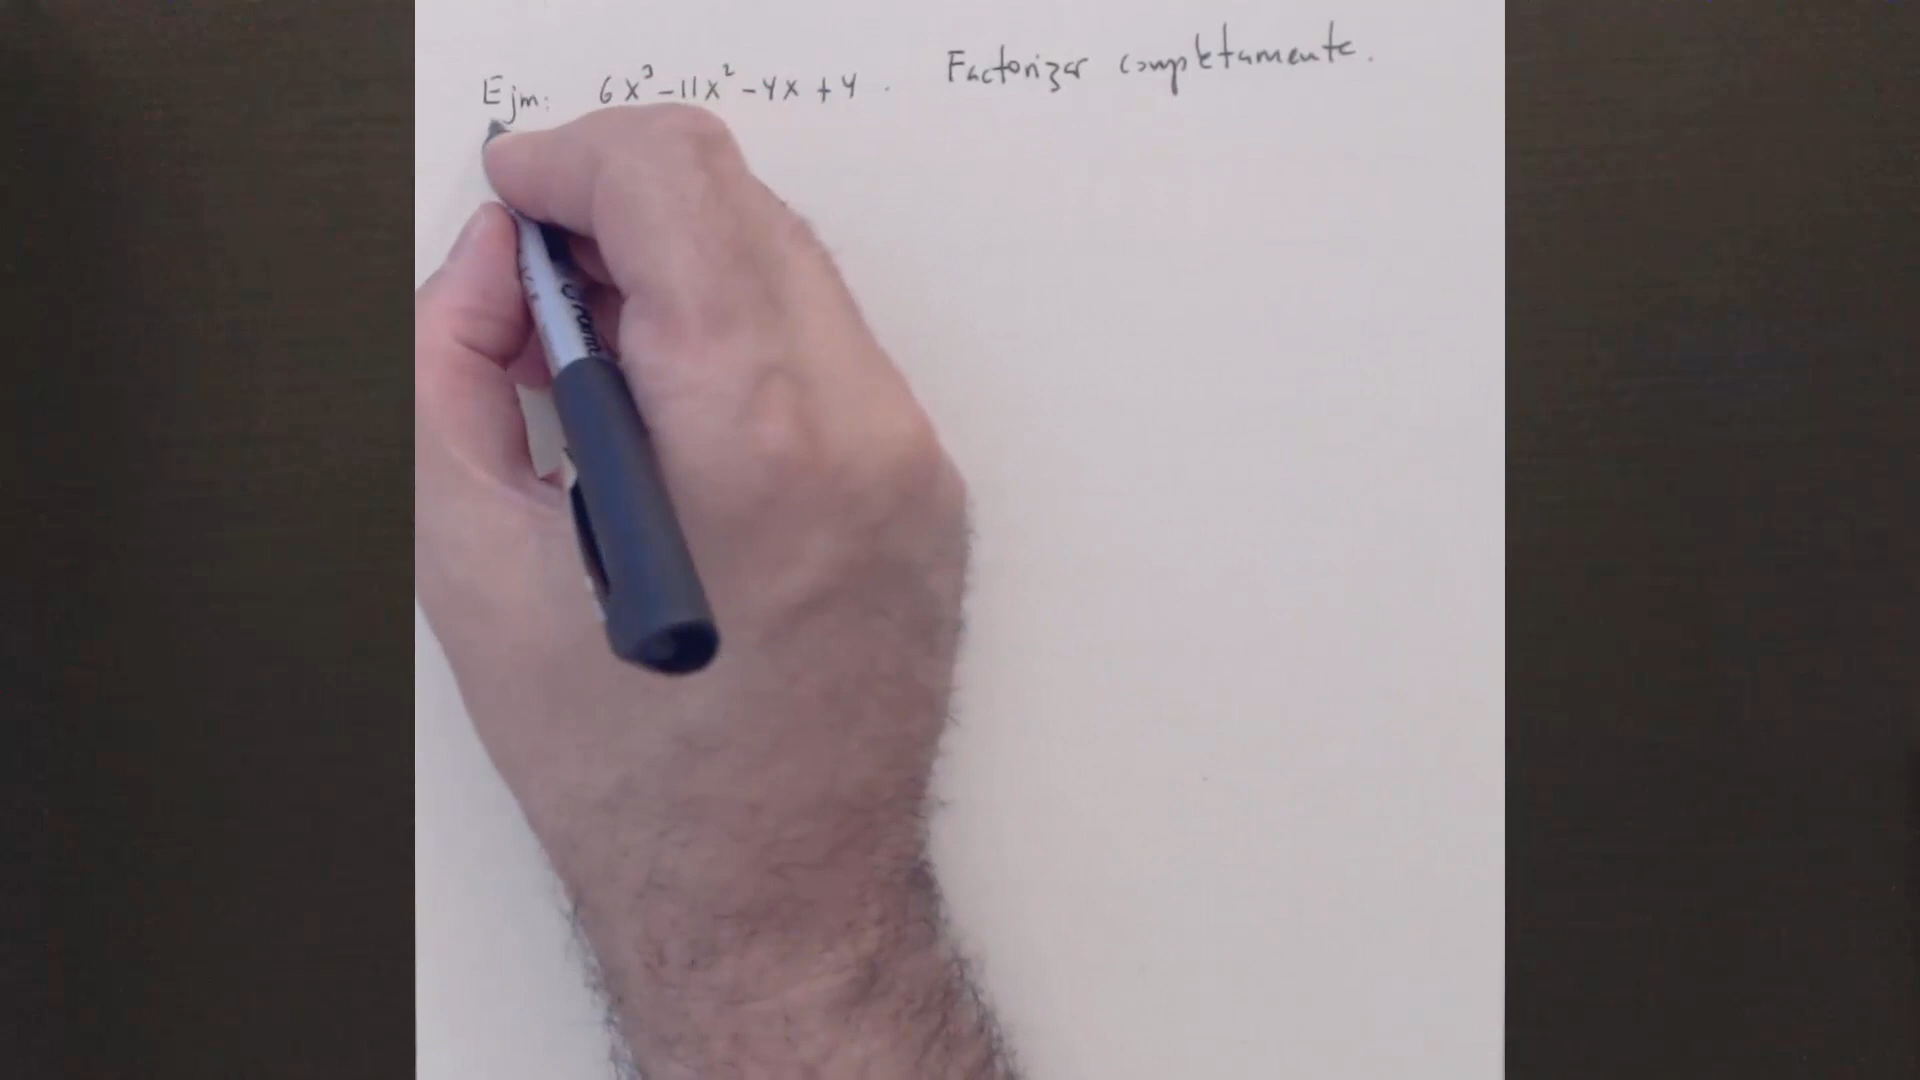 Ejm: 6x³ -11x² -4x +4 . Factorizar completamente.